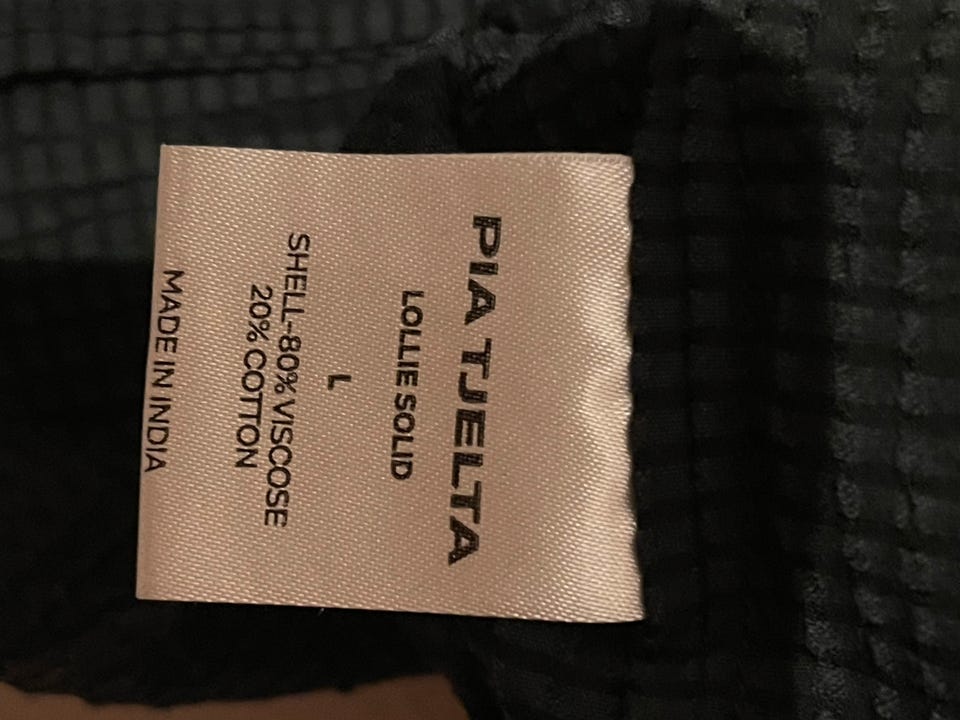 PIA TJELTA
LOLLIE SOLID
L
SHELL-80% VISCOSE
20% COTTON
MADE IN INDIA